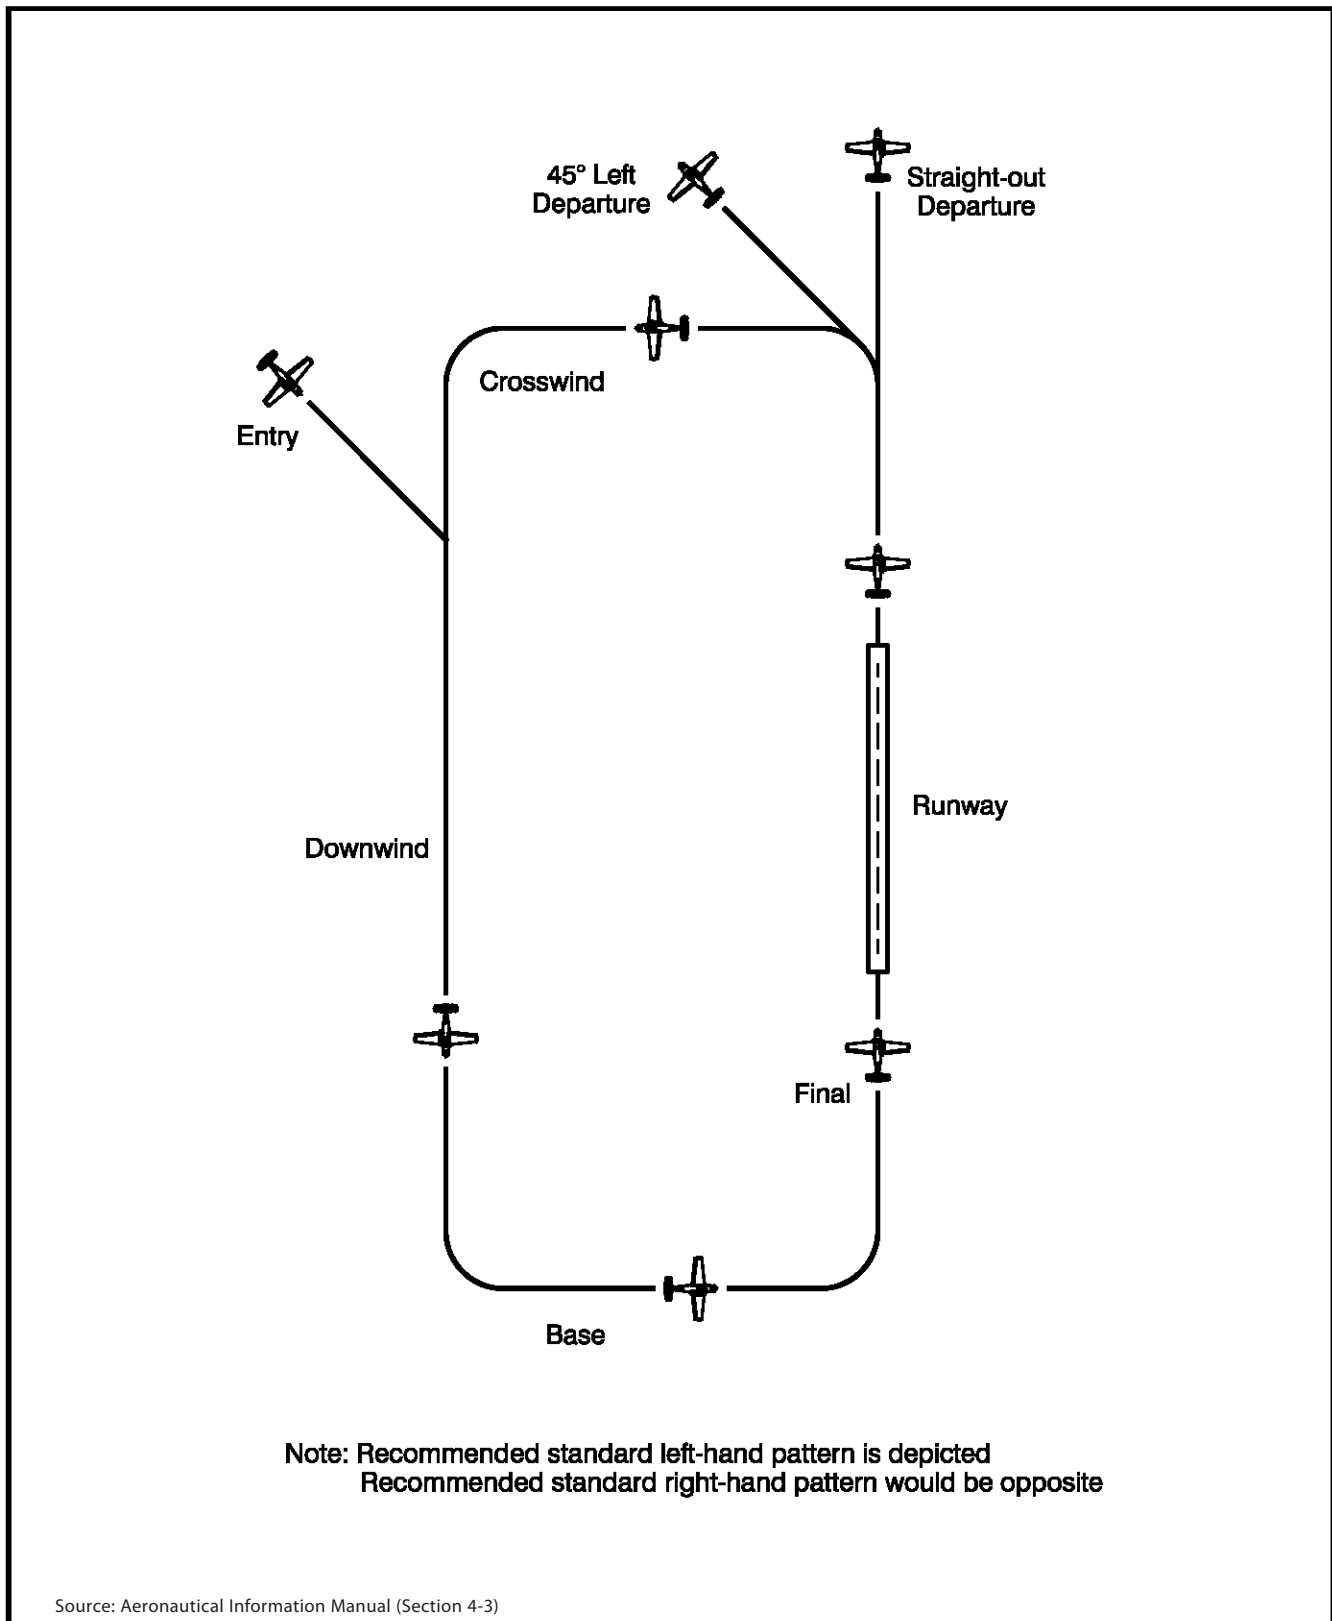 45° Left
Departure
Straight-out
Departure
Crosswind
Entry
Runway
Downwind
Final
Base
Note: Recommended standard left-hand pattern is depicted
Recommended standard right-hand pattern would be opposite
Source: Aeronautical Information Manual (Section 4-3)